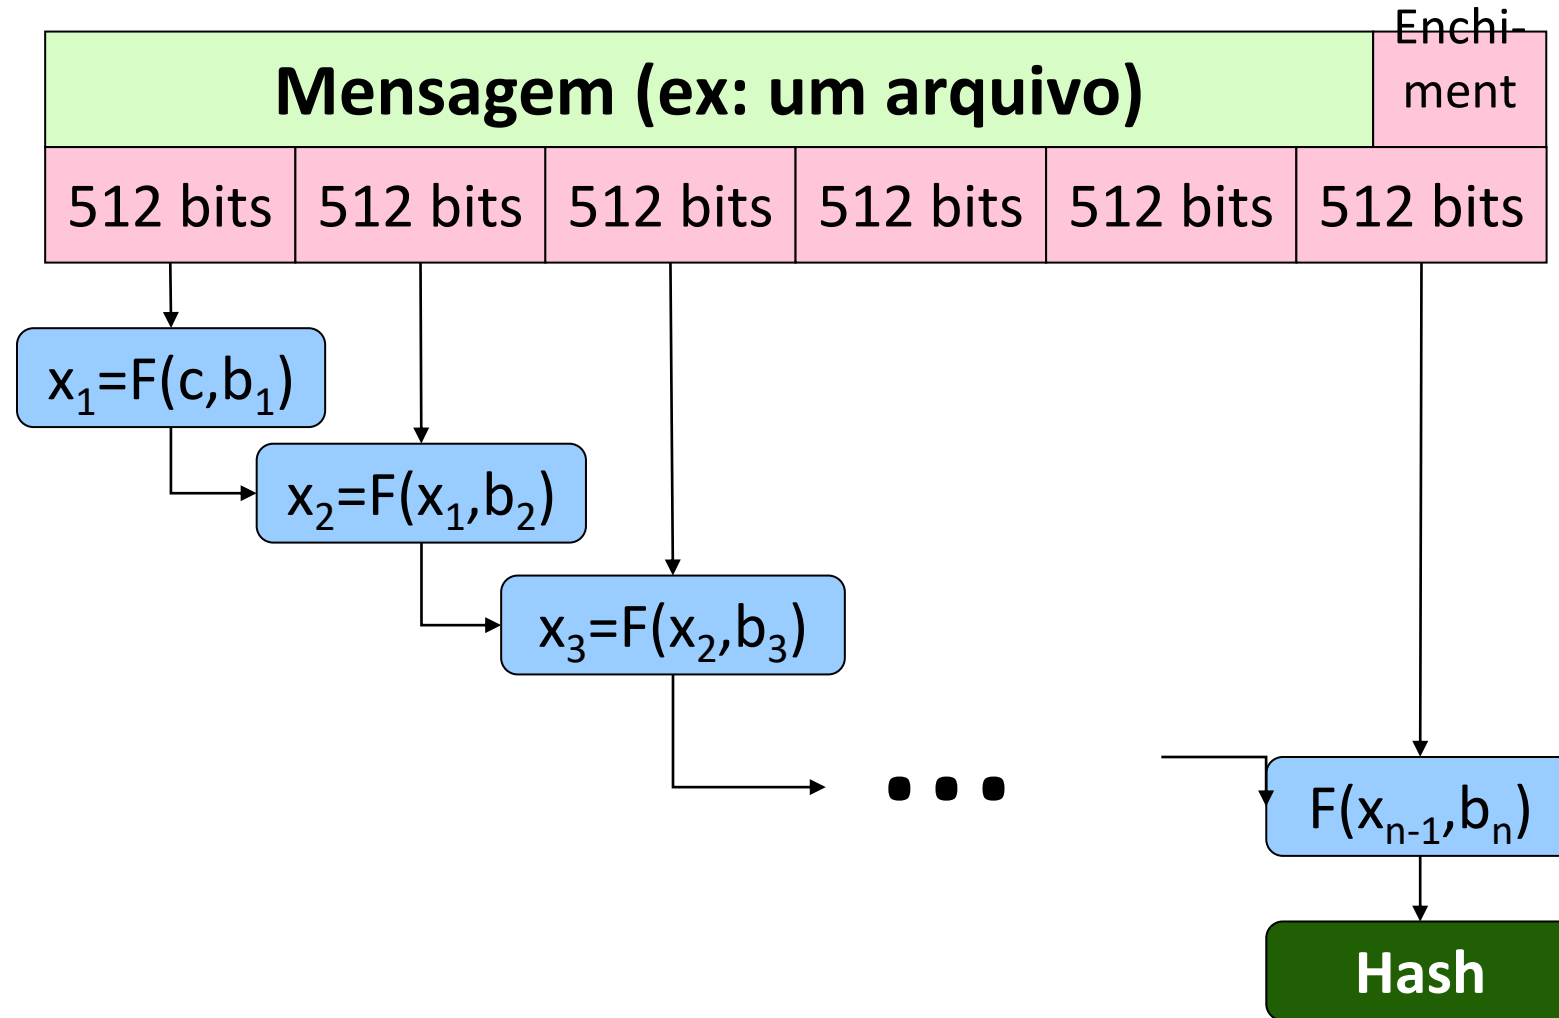 Mensagem (ex: um arquivo)
Enchi-
ment
512 bits 512 bits 512 bits 512 bits 512 bits 512 bits
x₁=F(c,b₁)
x₂=F(x₁,b₂)
x₃=F(x₂,b₃)
...
F(xₙ₋₁,bₙ)
Hash